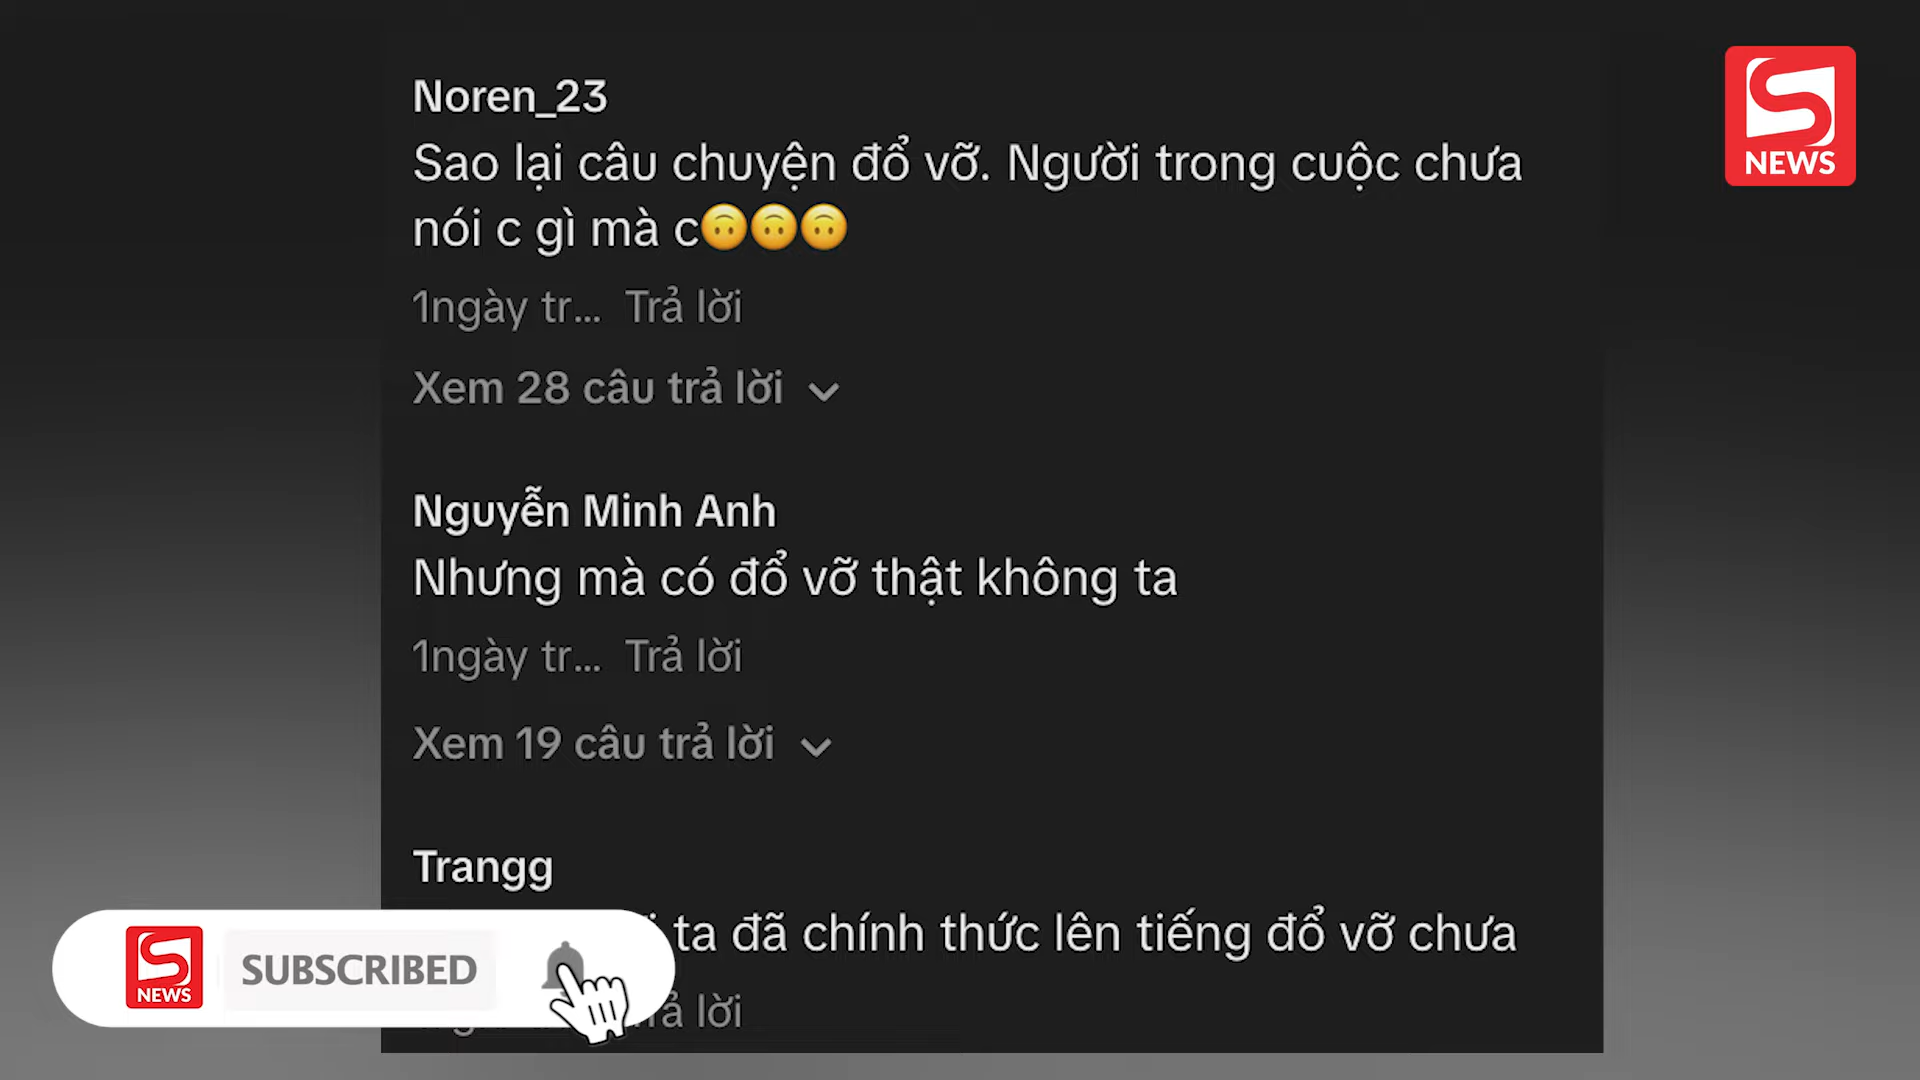 Noren_23
Sao lại câu chuyện đổ vỡ. Người trong cuộc chưa
nói c gì mà c🙃🙃🙃
1ngày tr... Trả lời
Xem 28 câu trả lời
Nguyễn Minh Anh
Nhưng mà có đổ vỡ thật không ta
1ngày tr... Trả lời
Xem 19 câu trả lời
Trangg
ta đã chính thức lên tiếng đổ vỡ chưa
lời
S NEWS
S NEWS
SUBSCRIBED